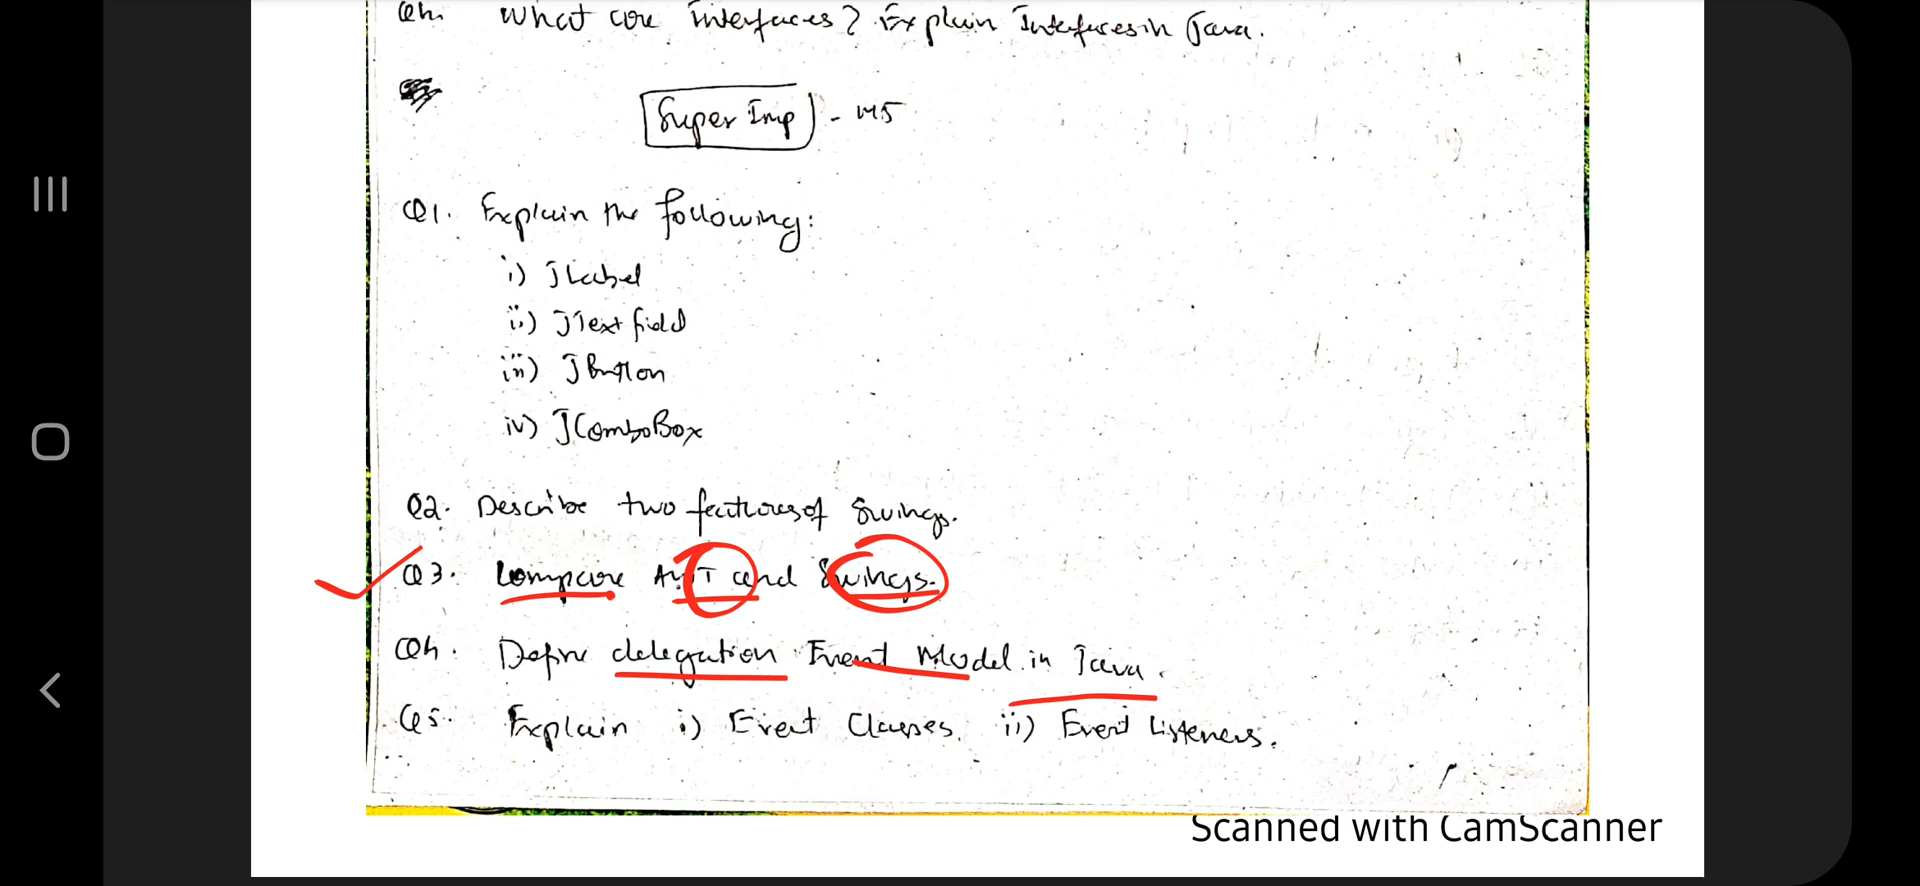 Q4. What are interfaces? Explain Interfaces in Java.
Super Imp - M5
Q1. Explain the following:
i) JLabel
ii) JTextfield
iii) JButton
iv) JComboBox
Q2. Describe two features of Swings.
Q3. Compare AWT and Swings.
Q4. Define delegation Event Model in Java.
Q5. Explain i) Event Classes. ii) Event Listeners.
Scanned with CamScanner